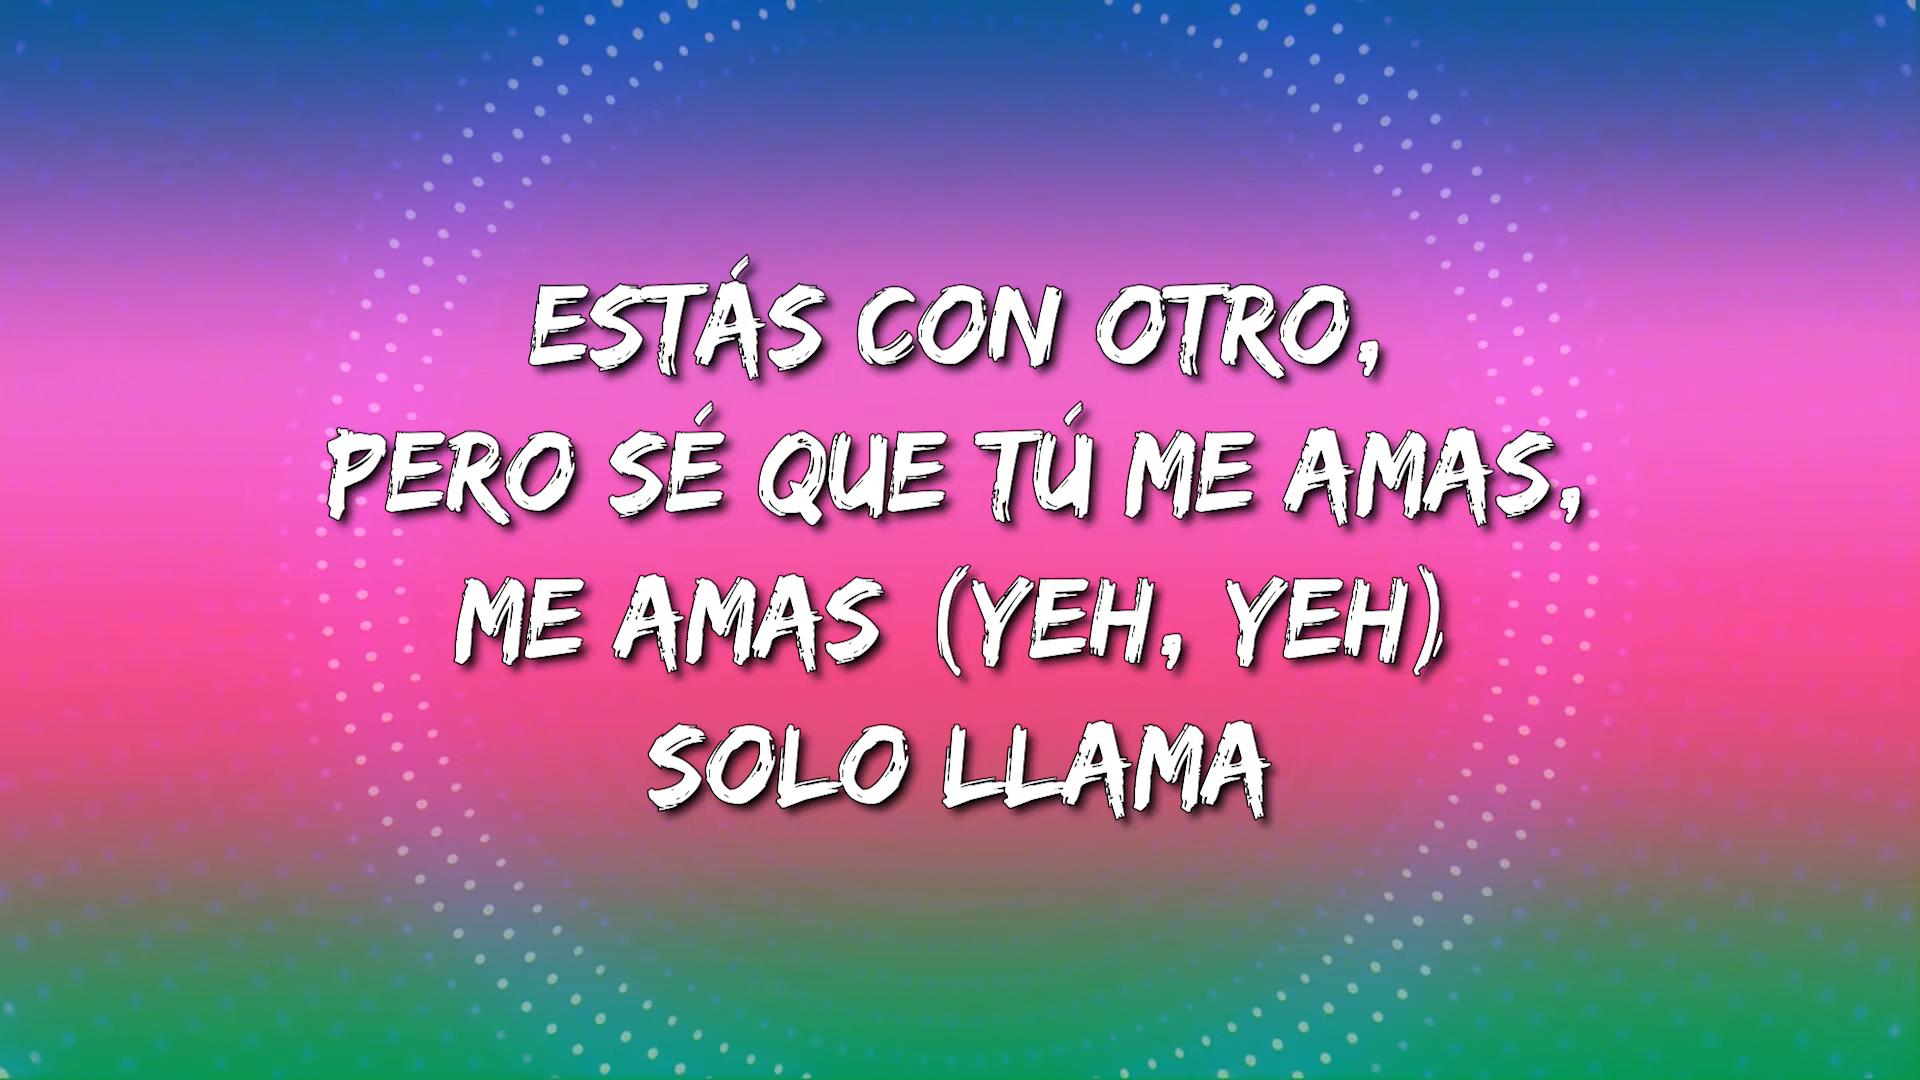 ESTÁS CON OTRO,
PERO SÉ QUE TÚ ME AMAS,
ME AMAS (YEH, YEH)
SOLO LLAMA